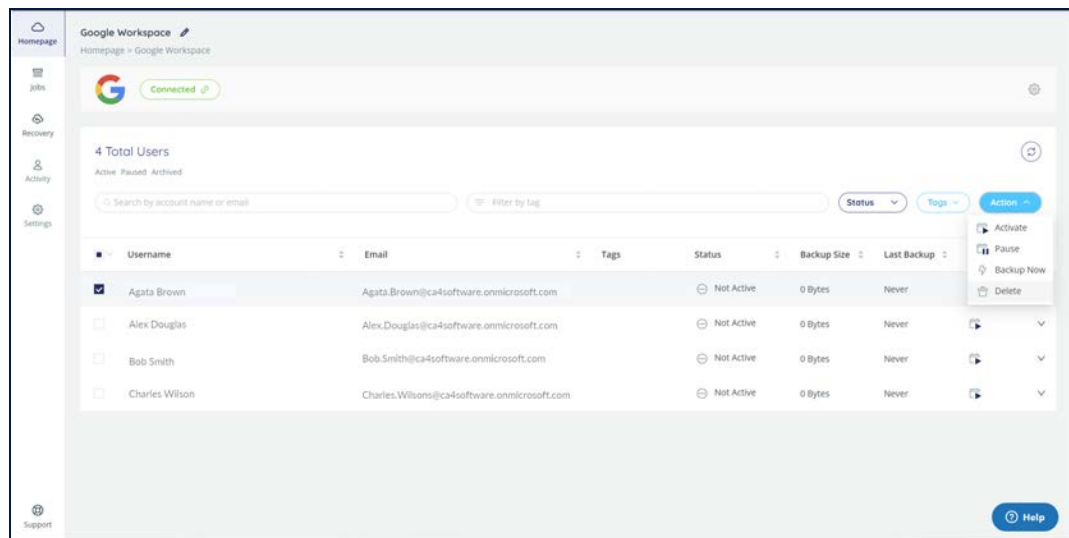 Homepage
Jobs
Recovery
Activity
Settings
Support
Google Workspace
Homepage > Google Workspace
Connected
4 Total Users
Active Paused Archived
Search by account name or email
Filter by tag
Status
Tags
Action
Activate
Pause
Backup Now
Delete
Username Email Tags Status Backup Size Last Backup
Agata Brown Agata.Brown@ca4software.onmicrosoft.com Not Active 0 Bytes Never
Alex Douglas Alex.Douglas@ca4software.onmicrosoft.com Not Active 0 Bytes Never
Bob Smith Bob.Smith@ca4software.onmicrosoft.com Not Active 0 Bytes Never
Charles Wilson Charles.Wilsons@ca4software.onmicrosoft.com Not Active 0 Bytes Never
Help